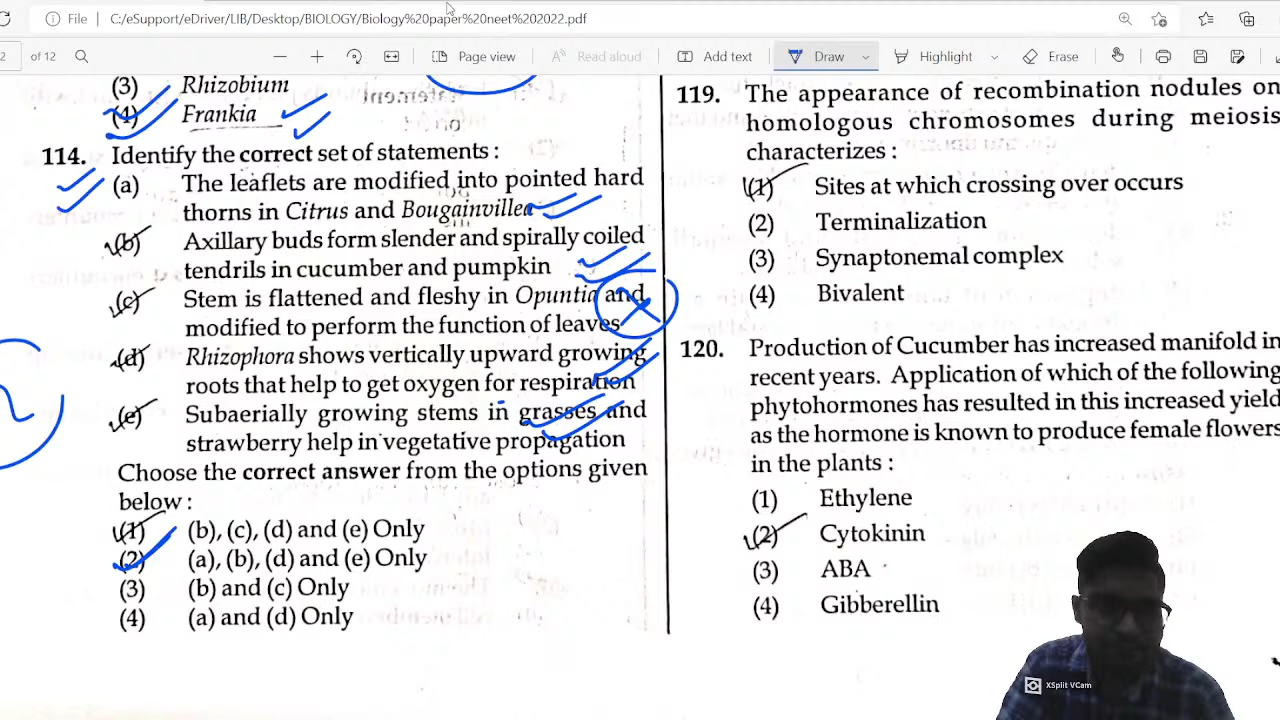 File
C:/eSupport/eDriver/LIB/Desktop/BIOLOGY/Biology%20paper%20neet%202022.pdf
2 of 12
Page view
Read aloud
Add text
Draw
Highlight
Erase
(3) Rhizobium
(4) Frankia
114. Identify the correct set of statements :
(a) The leaflets are modified into pointed hard
thorns in Citrus and Bougainvillea
(b) Axillary buds form slender and spirally coiled
tendrils in cucumber and pumpkin
(c) Stem is flattened and fleshy in Opuntia and
modified to perform the function of leaves
(d) Rhizophora shows vertically upward growing
roots that help to get oxygen for respiration
(e) Subaerially growing stems in grasses and
strawberry help in vegetative propagation
Choose the correct answer from the options given
below :
(1) (b), (c), (d) and (e) Only
(2) (a), (b), (d) and (e) Only
(3) (b) and (c) Only
(4) (a) and (d) Only
119. The appearance of recombination nodules on
homologous chromosomes during meiosis
characterizes :
(1) Sites at which crossing over occurs
(2) Terminalization
(3) Synaptonemal complex
(4) Bivalent
120. Production of Cucumber has increased manifold in
recent years. Application of which of the following
phytohormones has resulted in this increased yield
as the hormone is known to produce female flowers
in the plants :
(1) Ethylene
(2) Cytokinin
(3) ABA
(4) Gibberellin
XSplit VCam